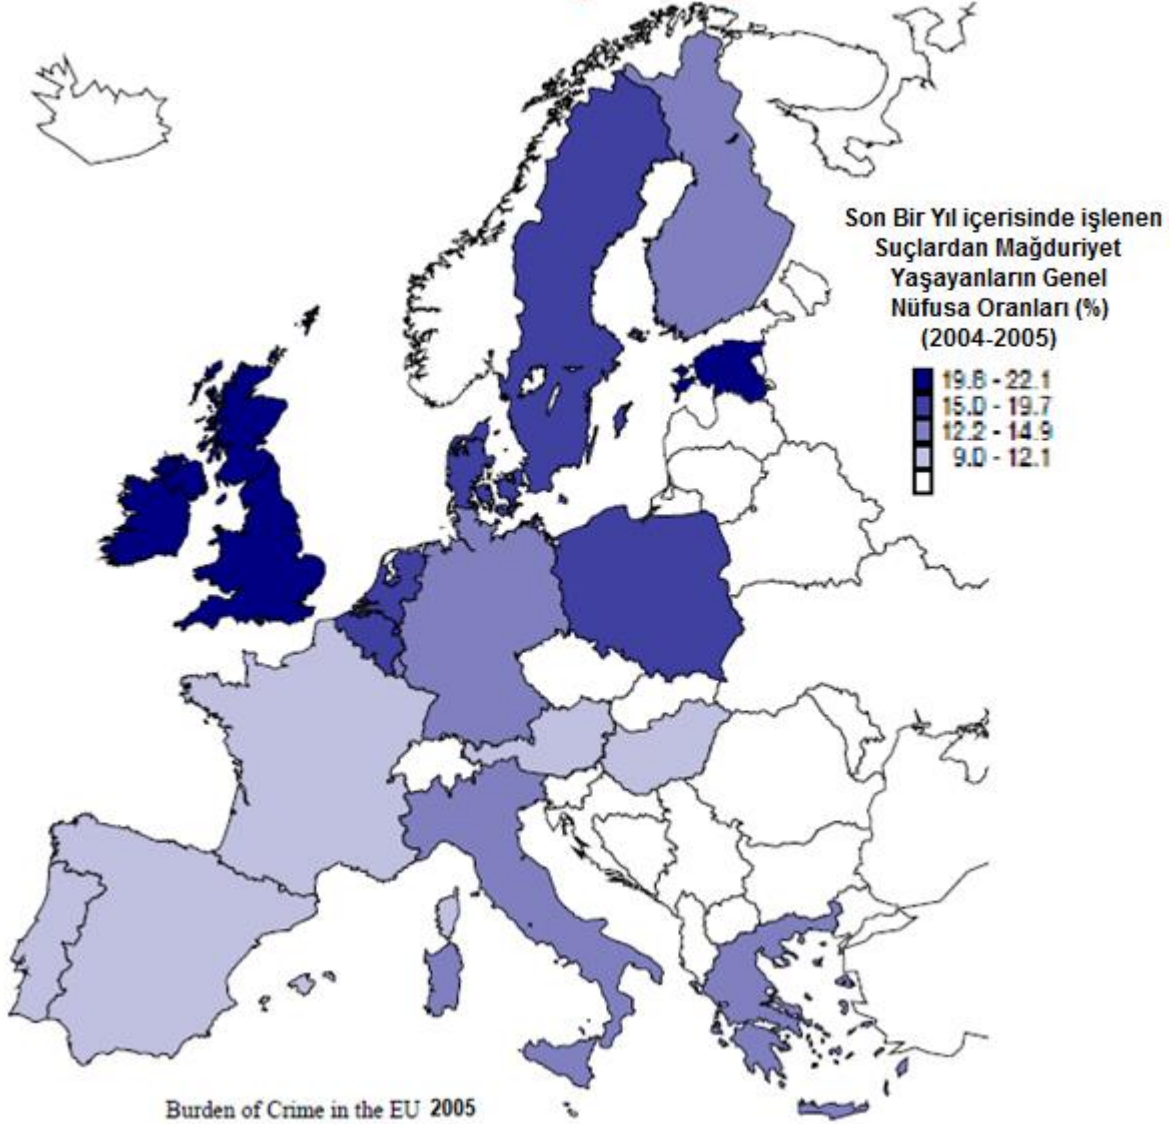 Son Bir Yıl içerisinde işlenen
Suçlardan Mağduriyet
Yaşayanların Genel
Nüfusa Oranları (%)
(2004-2005)
19.8 - 22.1
15.0 - 19.7
12.2 - 14.9
9.0 - 12.1
Burden of Crime in the EU 2005